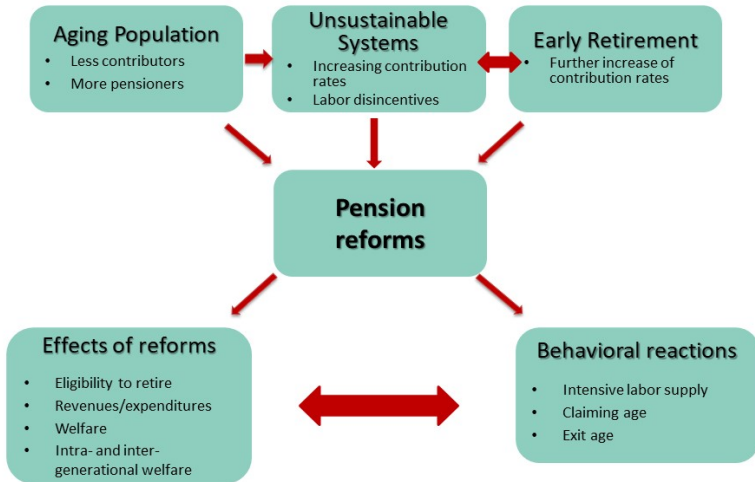 Aging Population
• Less contributors
• More pensioners
Unsustainable
Systems
• Increasing contribution
rates
• Labor disincentives
Early Retirement
• Further increase of
contribution rates
Pension
reforms
Effects of reforms
• Eligibility to retire
• Revenues/expenditures
• Welfare
• Intra- and inter-
generational welfare
Behavioral reactions
• Intensive labor supply
• Claiming age
• Exit age